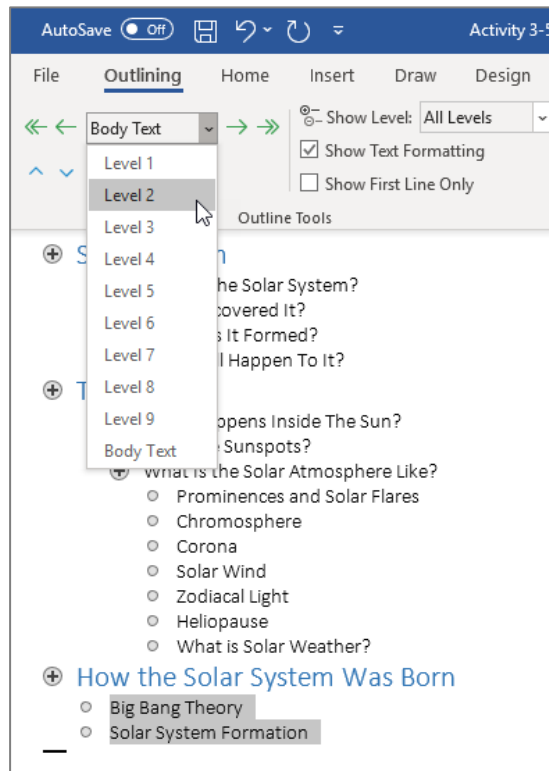 AutoSave Off Activity 3-5
File Outlining Home Insert Draw Design
Body Text Show Level: All Levels
Show Text Formatting
Show First Line Only
Outline Tools
Level 1
Level 2
Level 3
Level 4
Level 5
Level 6
Level 7
Level 8
Level 9
Body Text
he Solar System?
covered It?
s It Formed?
l Happen To It?
T
ppens Inside The Sun?
Sunspots?
What Is the Solar Atmosphere Like?
Prominences and Solar Flares
Chromosphere
Corona
Solar Wind
Zodiacal Light
Heliopause
What is Solar Weather?
How the Solar System Was Born
Big Bang Theory
Solar System Formation